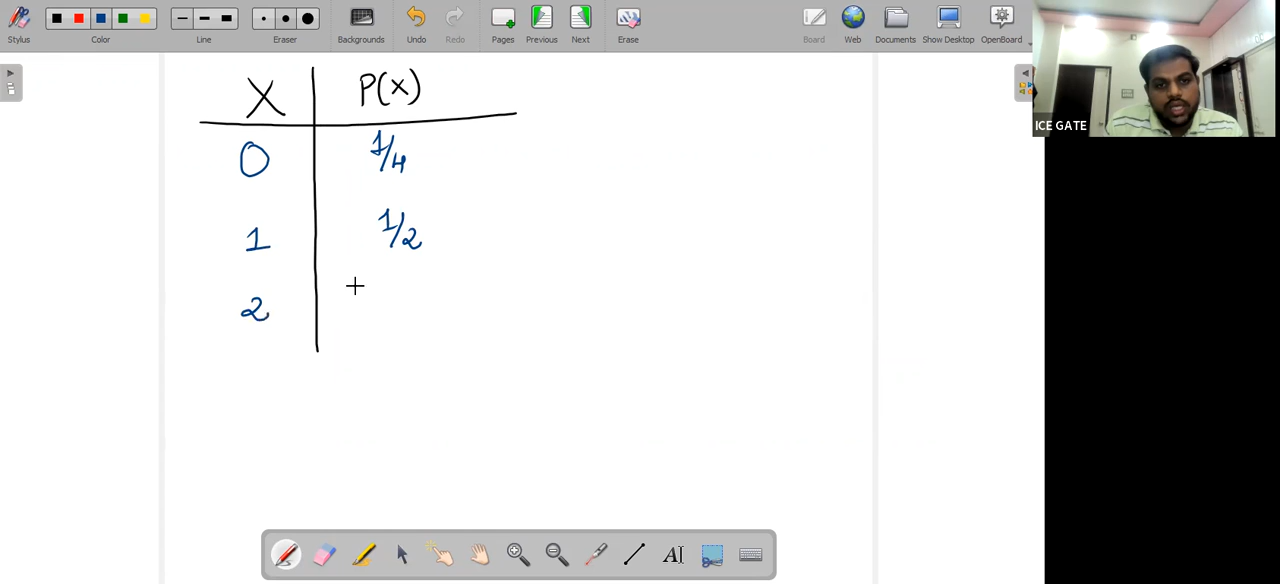 Stylus Color Line Eraser Backgrounds Undo Redo Pages Previous Next Erase Board Web Documents Show Desktop OpenBoard
ICE GATE
X P(x)
0 1/4
1 1/2
2
AI